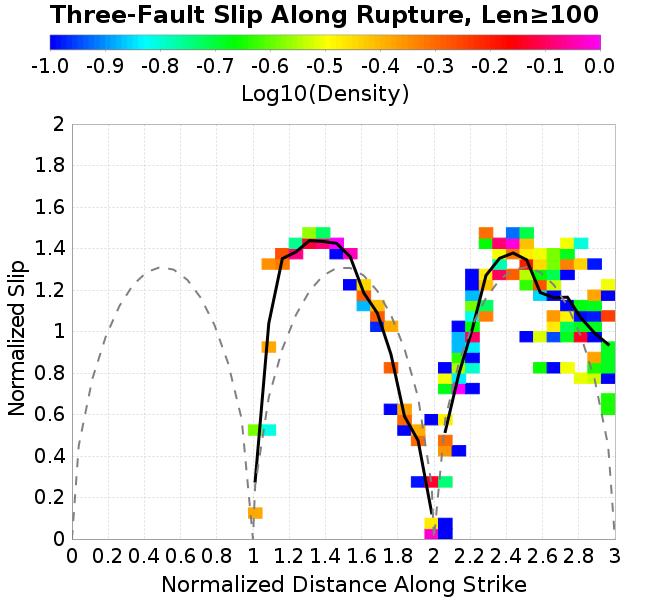 Three-Fault Slip Along Rupture, Len≥100
-1.0 -0.9 -0.8 -0.7 -0.6 -0.5 -0.4 -0.3 -0.2 -0.1 0.0
Log10(Density)
2
1.8
1.6
1.4
1.2
1
0.8
0.6
0.4
0.2
0
Normalized Slip
0 0.2 0.4 0.6 0.8 1 1.2 1.4 1.6 1.8 2 2.2 2.4 2.6 2.8 3
Normalized Distance Along Strike